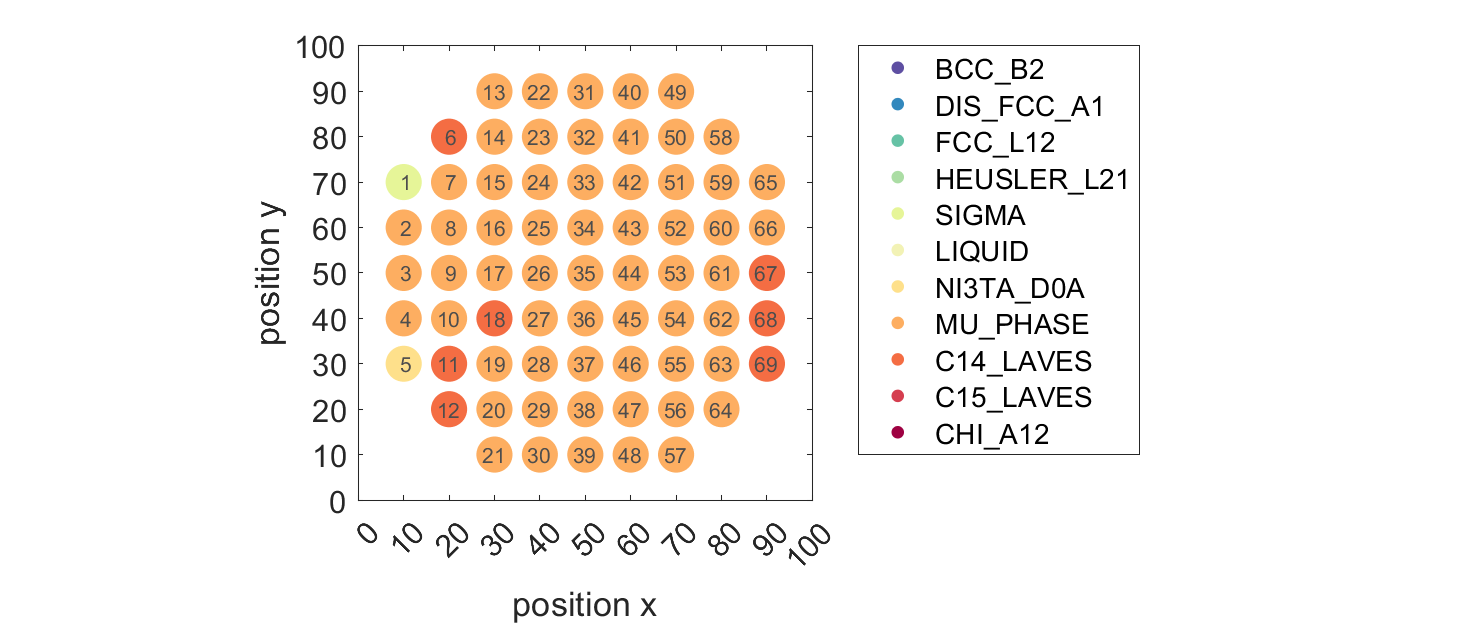 100
90
80
70
60
50
40
30
20
10
0
position y
13 22 31 40 49
6 14 23 32 41 50 58
1 7 15 24 33 42 51 59 65
2 8 16 25 34 43 52 60 66
3 9 17 26 35 44 53 61 67
4 10 18 27 36 45 54 62 68
5 11 19 28 37 46 55 63 69
12 20 29 38 47 56 64
21 30 39 48 57
0 10 20 30 40 50 60 70 80 90 100
position x
BCC_B2
DIS_FCC_A1
FCC_L12
HEUSLER_L21
SIGMA
LIQUID
NI3TA_D0A
MU_PHASE
C14_LAVES
C15_LAVES
CHI_A12